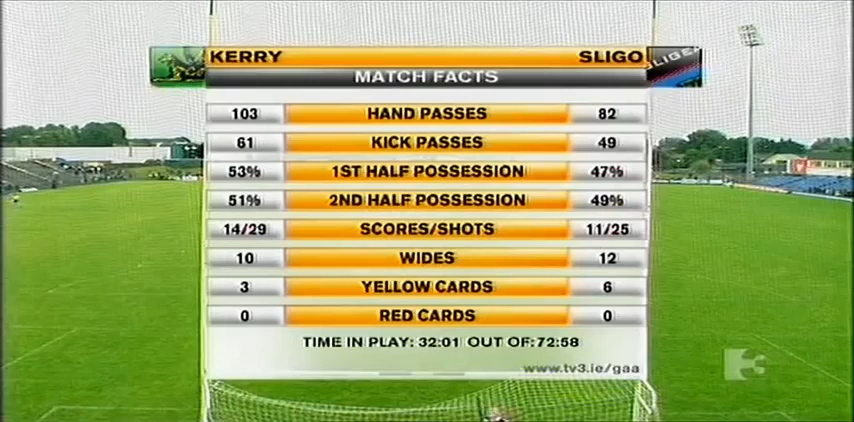 KERRY SLIGO
SLIGEA
MATCH FACTS
103 HAND PASSES 82
61 KICK PASSES 49
53% 1ST HALF POSSESSION 47%
51% 2ND HALF POSSESSION 49%
14/29 SCORES/SHOTS 11/25
10 WIDES 12
3 YELLOW CARDS 6
0 RED CARDS 0
TIME IN PLAY: 32:01 OUT OF: 72:58
www.tv3.ie/gaa
3